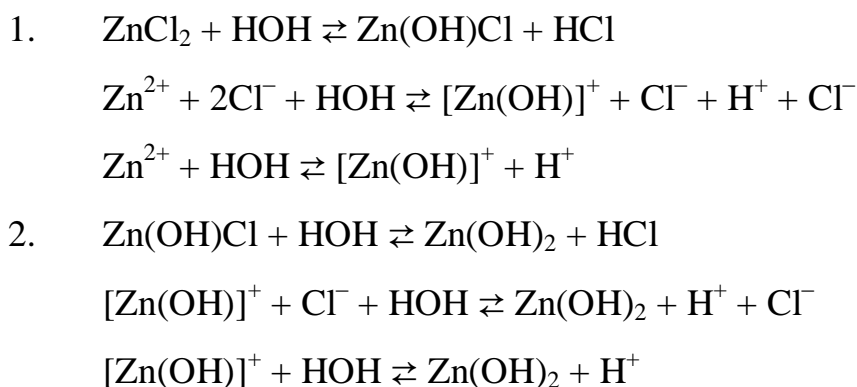 1. ZnCl₂ + HOH ⇄ Zn(OH)Cl + HCl
Zn²⁺ + 2Cl⁻ + HOH ⇄ [Zn(OH)]⁺ + Cl⁻ + H⁺ + Cl⁻
Zn²⁺ + HOH ⇄ [Zn(OH)]⁺ + H⁺
2. Zn(OH)Cl + HOH ⇄ Zn(OH)₂ + HCl
[Zn(OH)]⁺ + Cl⁻ + HOH ⇄ Zn(OH)₂ + H⁺ + Cl⁻
[Zn(OH)]⁺ + HOH ⇄ Zn(OH)₂ + H⁺